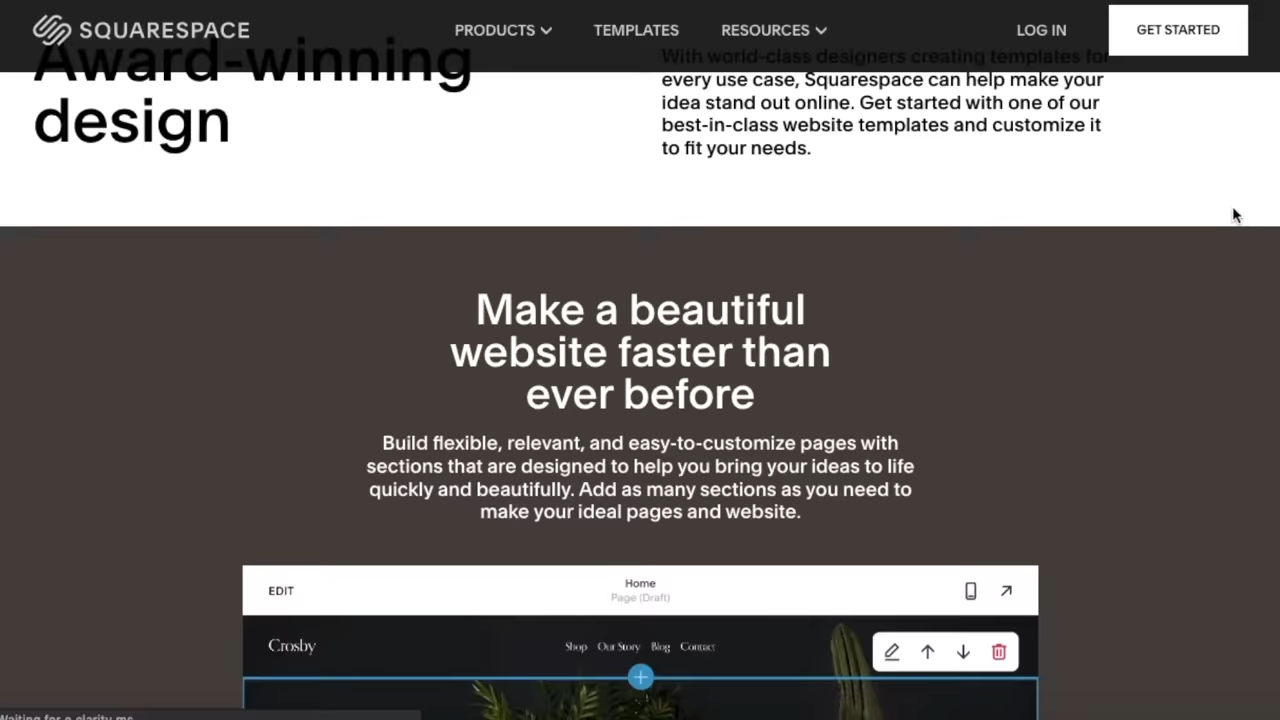 SQUARESPACE
PRODUCTS
TEMPLATES
RESOURCES
LOG IN
GET STARTED
Award-winning
design
With world-class designers creating templates for
every use case, Squarespace can help make your
idea stand out online. Get started with one of our
best-in-class website templates and customize it
to fit your needs.
Make a beautiful
website faster than
ever before
Build flexible, relevant, and easy-to-customize pages with
sections that are designed to help you bring your ideas to life
quickly and beautifully. Add as many sections as you need to
make your ideal pages and website.
EDIT
Home
Page (Draft)
Crosby
Shop Our Story Blog Contact
Waiting for c.clarity.ms